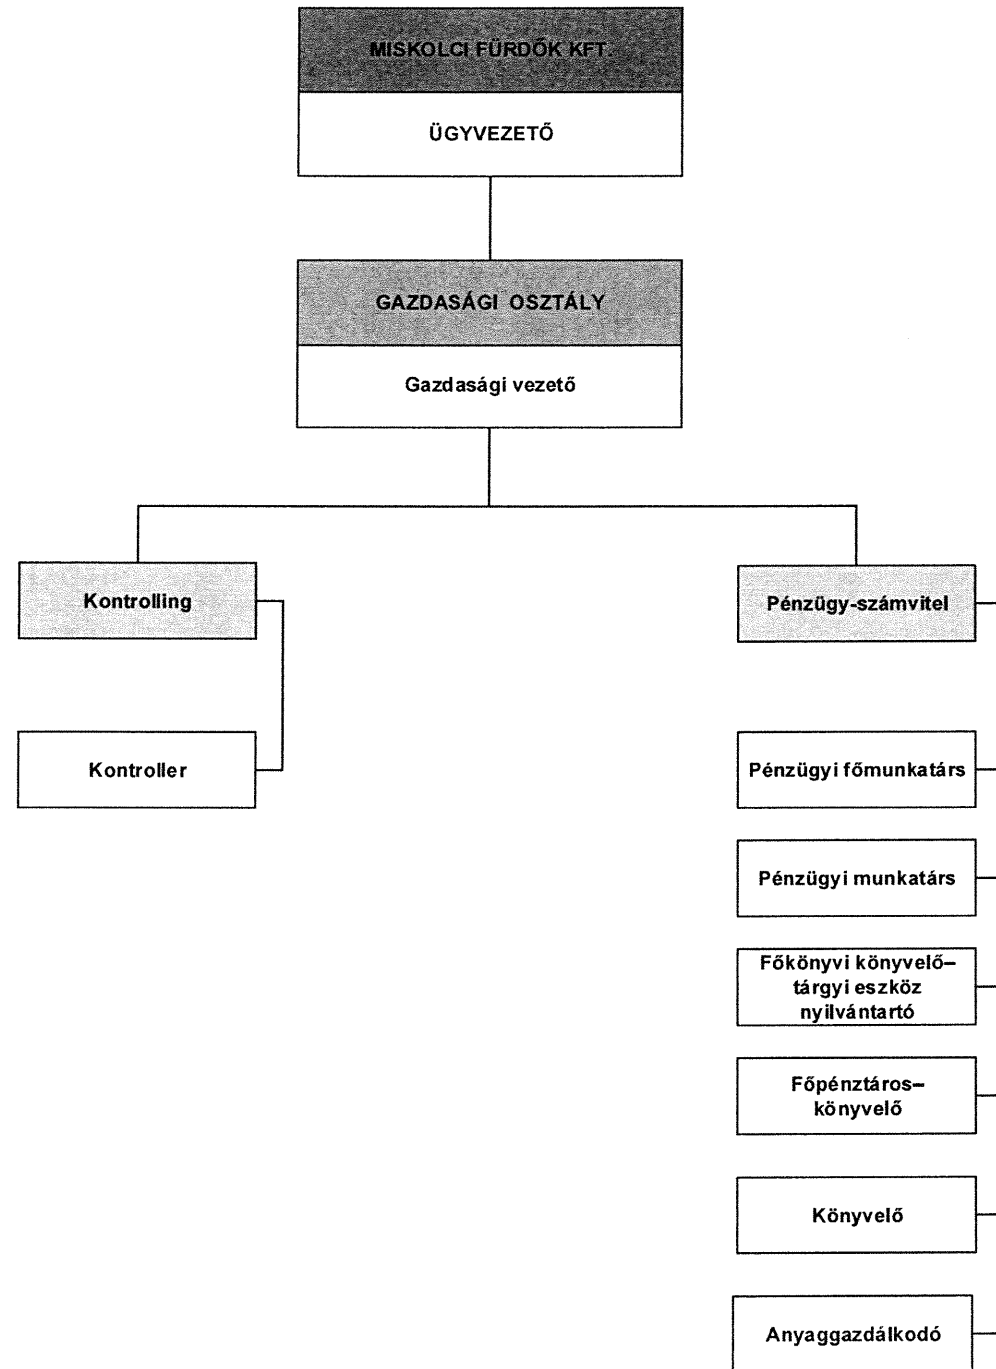 MISKOLCI FÜRDŐK KFT.
ÜGYVEZETŐ
GAZDASÁGI OSZTÁLY
Gazdasági vezető
Kontrolling
Pénzügy-számvitel
Kontroller
Pénzügyi főmunkatárs
Pénzügyi munkatárs
Főkönyvi könyvelő–
tárgyi eszköz
nyilvántartó
Főpénztáros–
könyvelő
Könyvelő
Anyaggazdálkodó